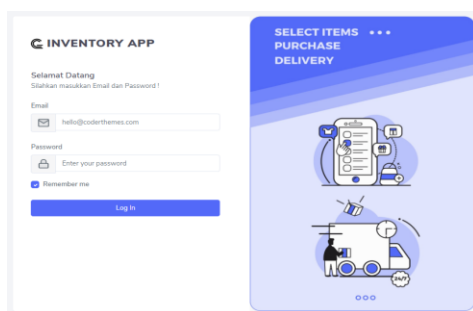 INVENTORY APP
Selamat Datang
Silahkan masukkan Email dan Password !
Email
hello@coderthemes.com
Password
Enter your password
Remember me
Log In
SELECT ITEMS
PURCHASE
DELIVERY
24/7